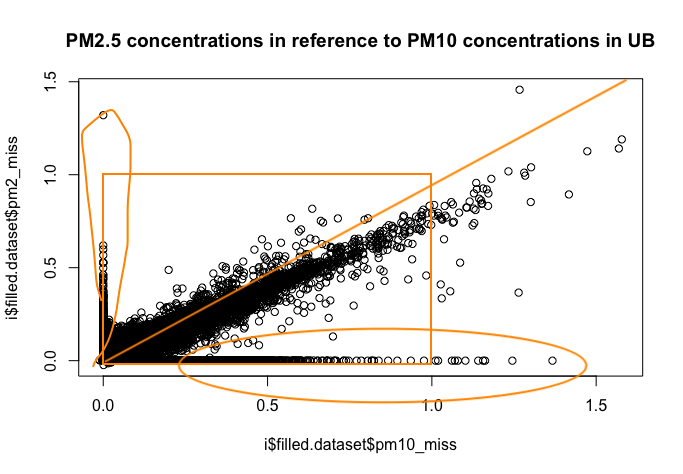 PM2.5 concentrations in reference to PM10 concentrations in UB
1.5
1.0
0.5
0.0
i$filled.dataset$pm2_miss
0.0 0.5 1.0 1.5
i$filled.dataset$pm10_miss